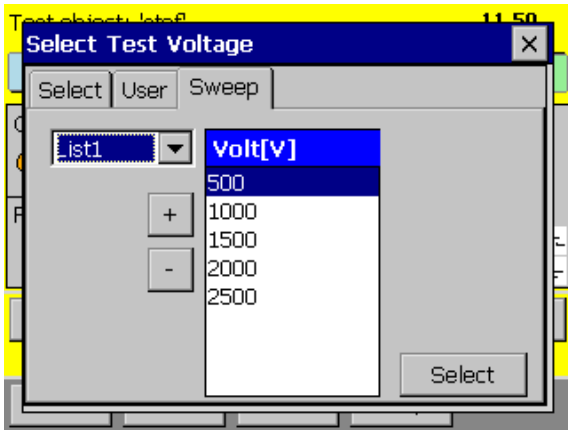 Select Test Voltage
Select User Sweep
List1
Volt[V]
500
+ 1000
1500
- 2000
2500
Select